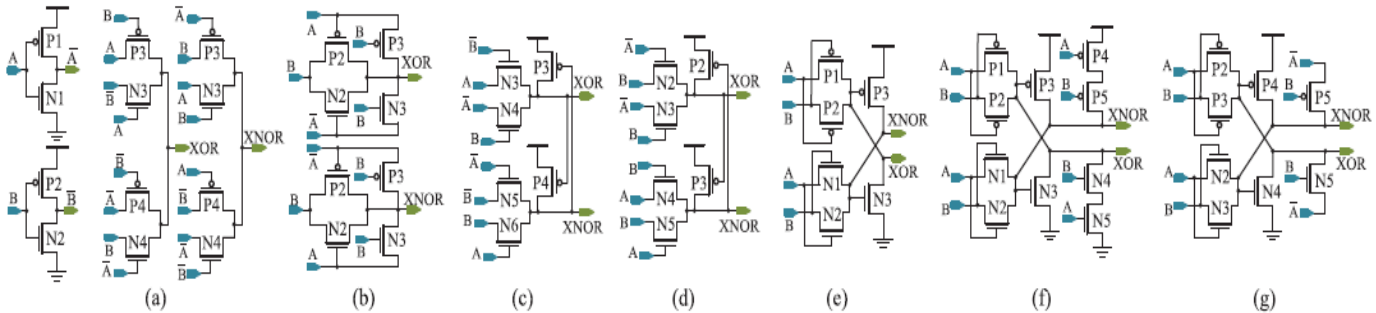 A
P1
A̅
N1
B
P2
B̅
N2
B
A
P3
B̅
N3
A
A̅
B
P3
A
N3
B
XOR
XNOR
B̅
A̅
P4
B
N4
A̅
A
B̅
P4
A̅
N4
B̅
(a)
A
B
P3
P2
B
XOR
N2
B
N3
A̅
A̅
B
P3
P2
B
XNOR
N2
B
N3
A
(b)
B̅
P3
N3
A
A̅
N4
XOR
B
A̅
P4
B̅
N5
B
N6
XNOR
A
(c)
A̅
P2
N2
B
XOR
A̅
N3
B
B
P3
A
N4
B
N5
XNOR
A
(d)
A
P1
P3
B
P2
XNOR
XOR
A
N1
N3
B
N2
(e)
A
P1
P3
A
P4
B
P2
B
P5
XNOR
XOR
A
N1
N3
B
N4
B
N2
A
N5
(f)
A
P2
P4
A̅
B
P3
B
P5
XNOR
XOR
A
N2
N4
B
N5
B
N3
A̅
(g)